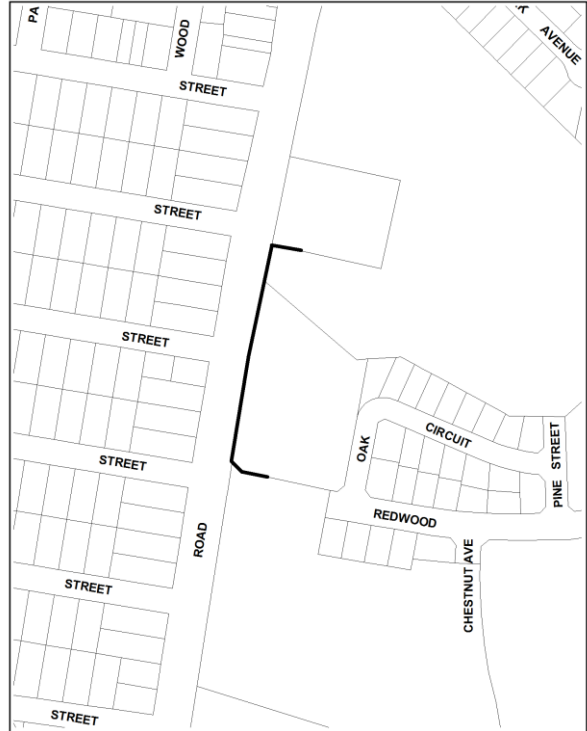 PA
WOOD
AVENUE
STREET
STREET
STREET
STREET
STREET
STREET
ROAD
OAK
CIRCUIT
PINE STREET
REDWOOD
CHESTNUT AVE